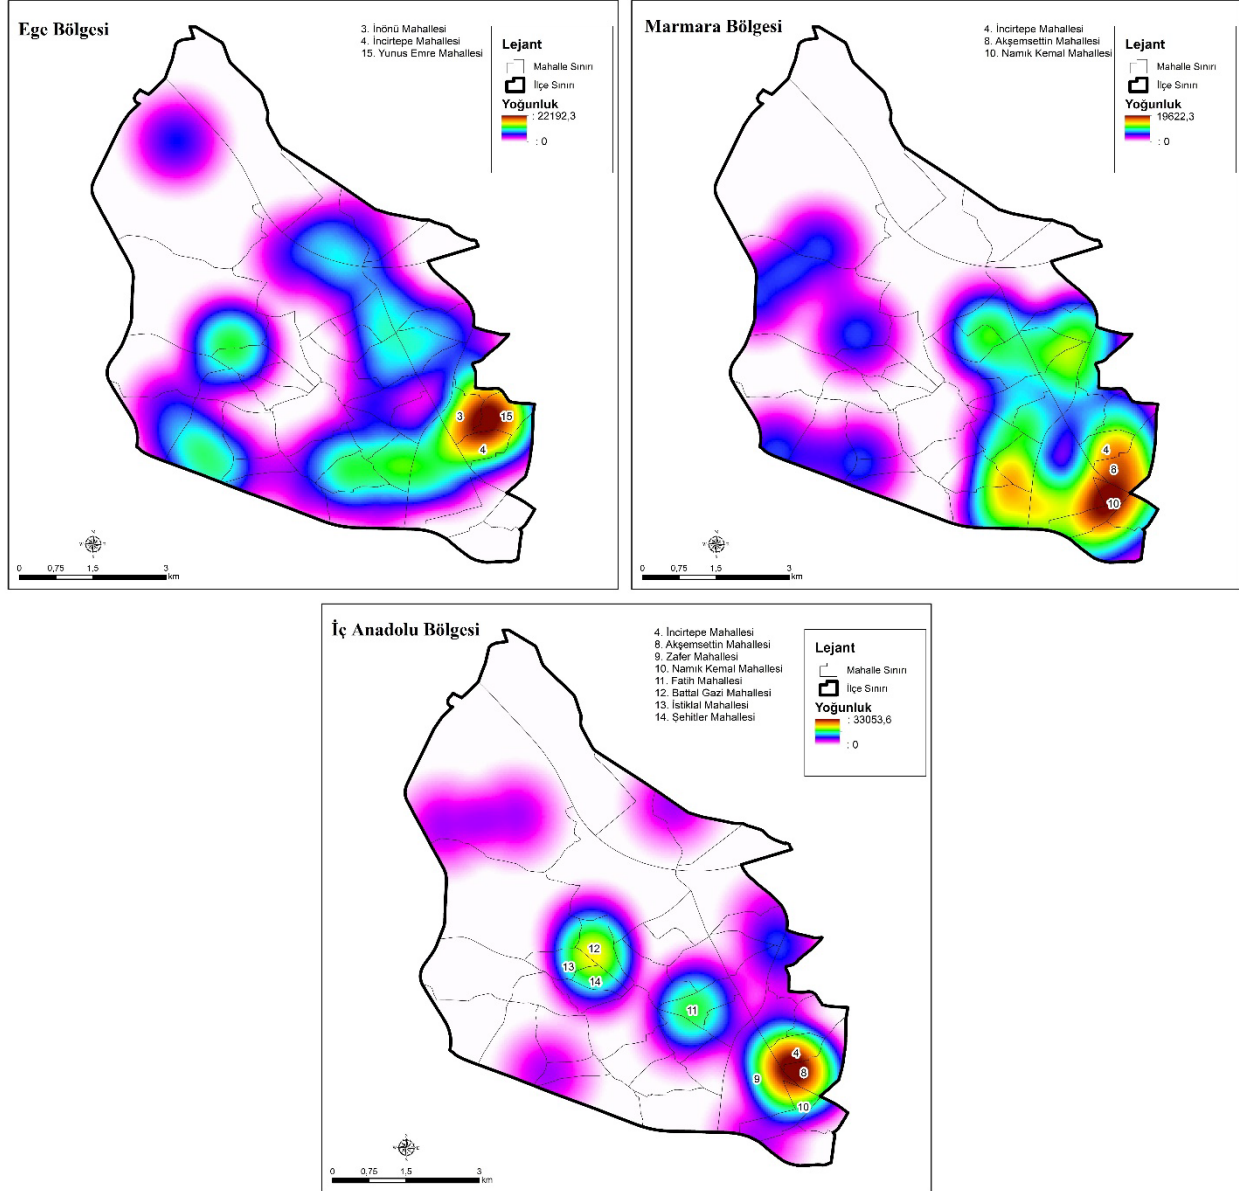 Ege Bölgesi
3. İnönü Mahallesi
4. İncirtepe Mahallesi
15. Yunus Emre Mahallesi
Lejant
Mahalle Sınırı
İlçe Sınırı
Yoğunluk
: 22192,3
: 0
3
15
4
0 0,75 1,5 3
km
Marmara Bölgesi
4. İncirtepe Mahallesi
8. Akşemsettin Mahallesi
10. Namık Kemal Mahallesi
Lejant
Mahalle Sınırı
İlçe Sınırı
Yoğunluk
19622,3
: 0
4
8
10
0 0,75 1,5 3
km
İç Anadolu Bölgesi
4. İncirtepe Mahallesi
8. Akşemsettin Mahallesi
9. Zafer Mahallesi
10. Namık Kemal Mahallesi
11. Fatih Mahallesi
12. Battal Gazi Mahallesi
13. İstiklal Mahallesi
14. Şehitler Mahallesi
Lejant
Mahalle Sınırı
İlçe Sınırı
Yoğunluk
: 33053,6
: 0
12
13
14
11
4
8
9
10
0 0,75 1,5 3
km